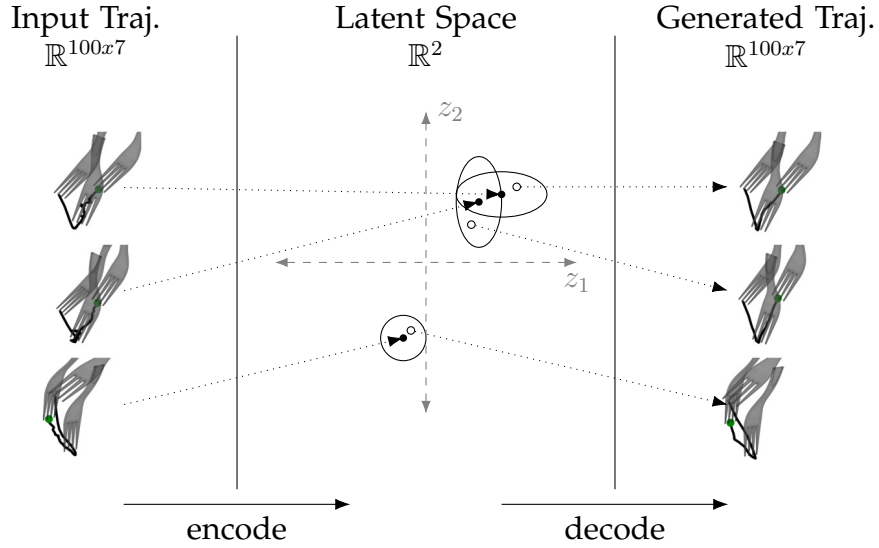 Input Traj.
ℝ^{100x7}
Latent Space
ℝ^2
Generated Traj.
ℝ^{100x7}
z_2
z_1
encode
decode